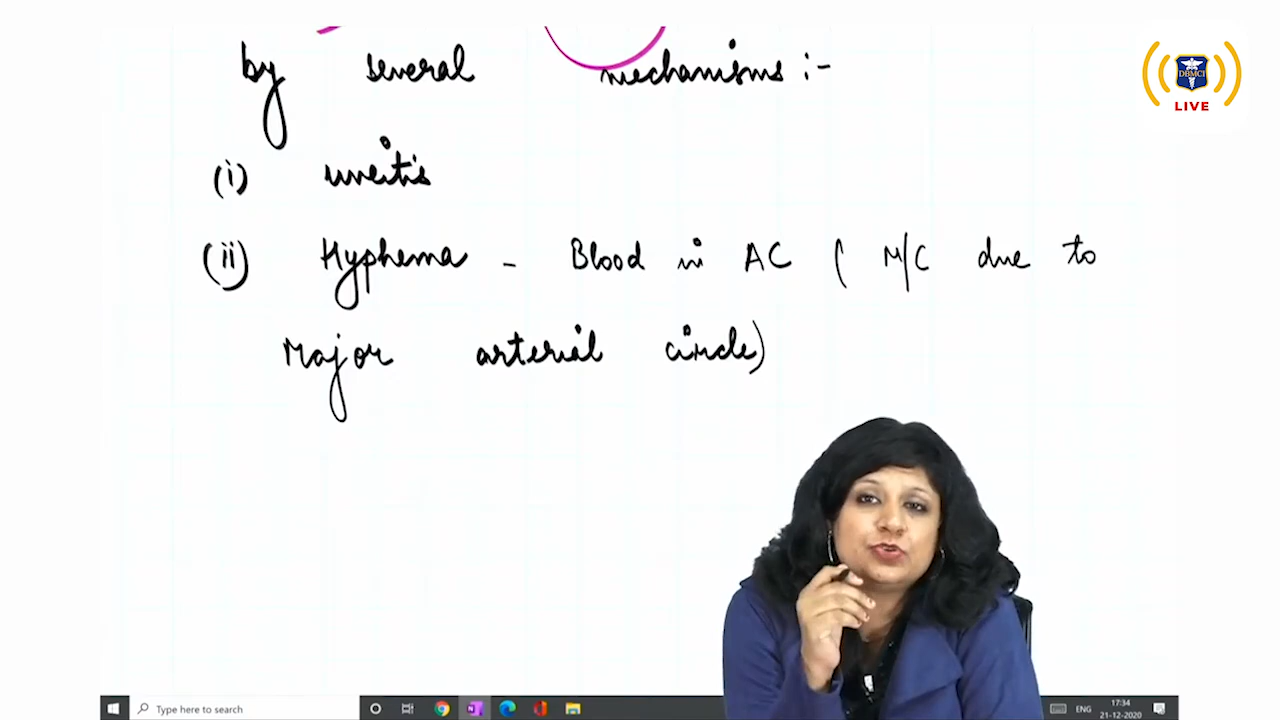 by several mechanisms :-
(i) uveitis
(ii) Hyphema - Blood in AC ( M/C due to
Major arterial circle)
DBMCI
LIVE
Type here to search
ENG
17:34
21-12-2020